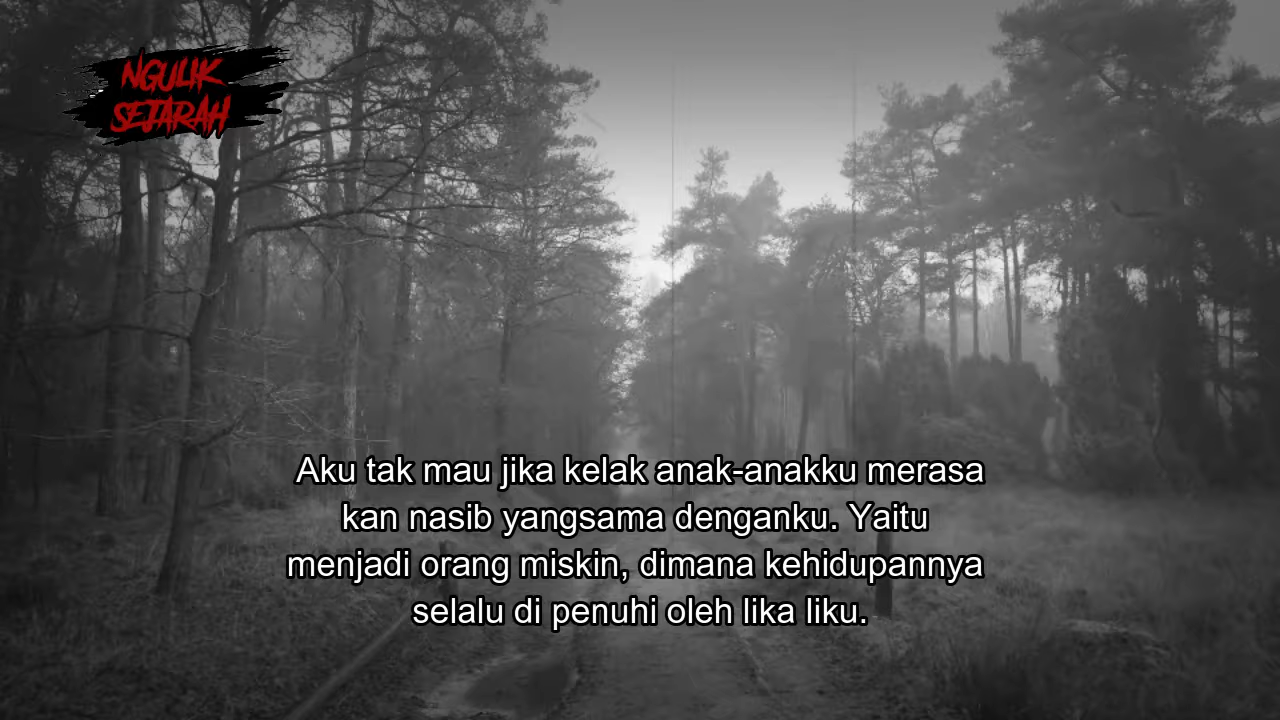 NGULIK
SEJARAH
Aku tak mau jika kelak anak-anakku merasa
kan nasib yangsama denganku. Yaitu
menjadi orang miskin, dimana kehidupannya
selalu di penuhi oleh lika liku.